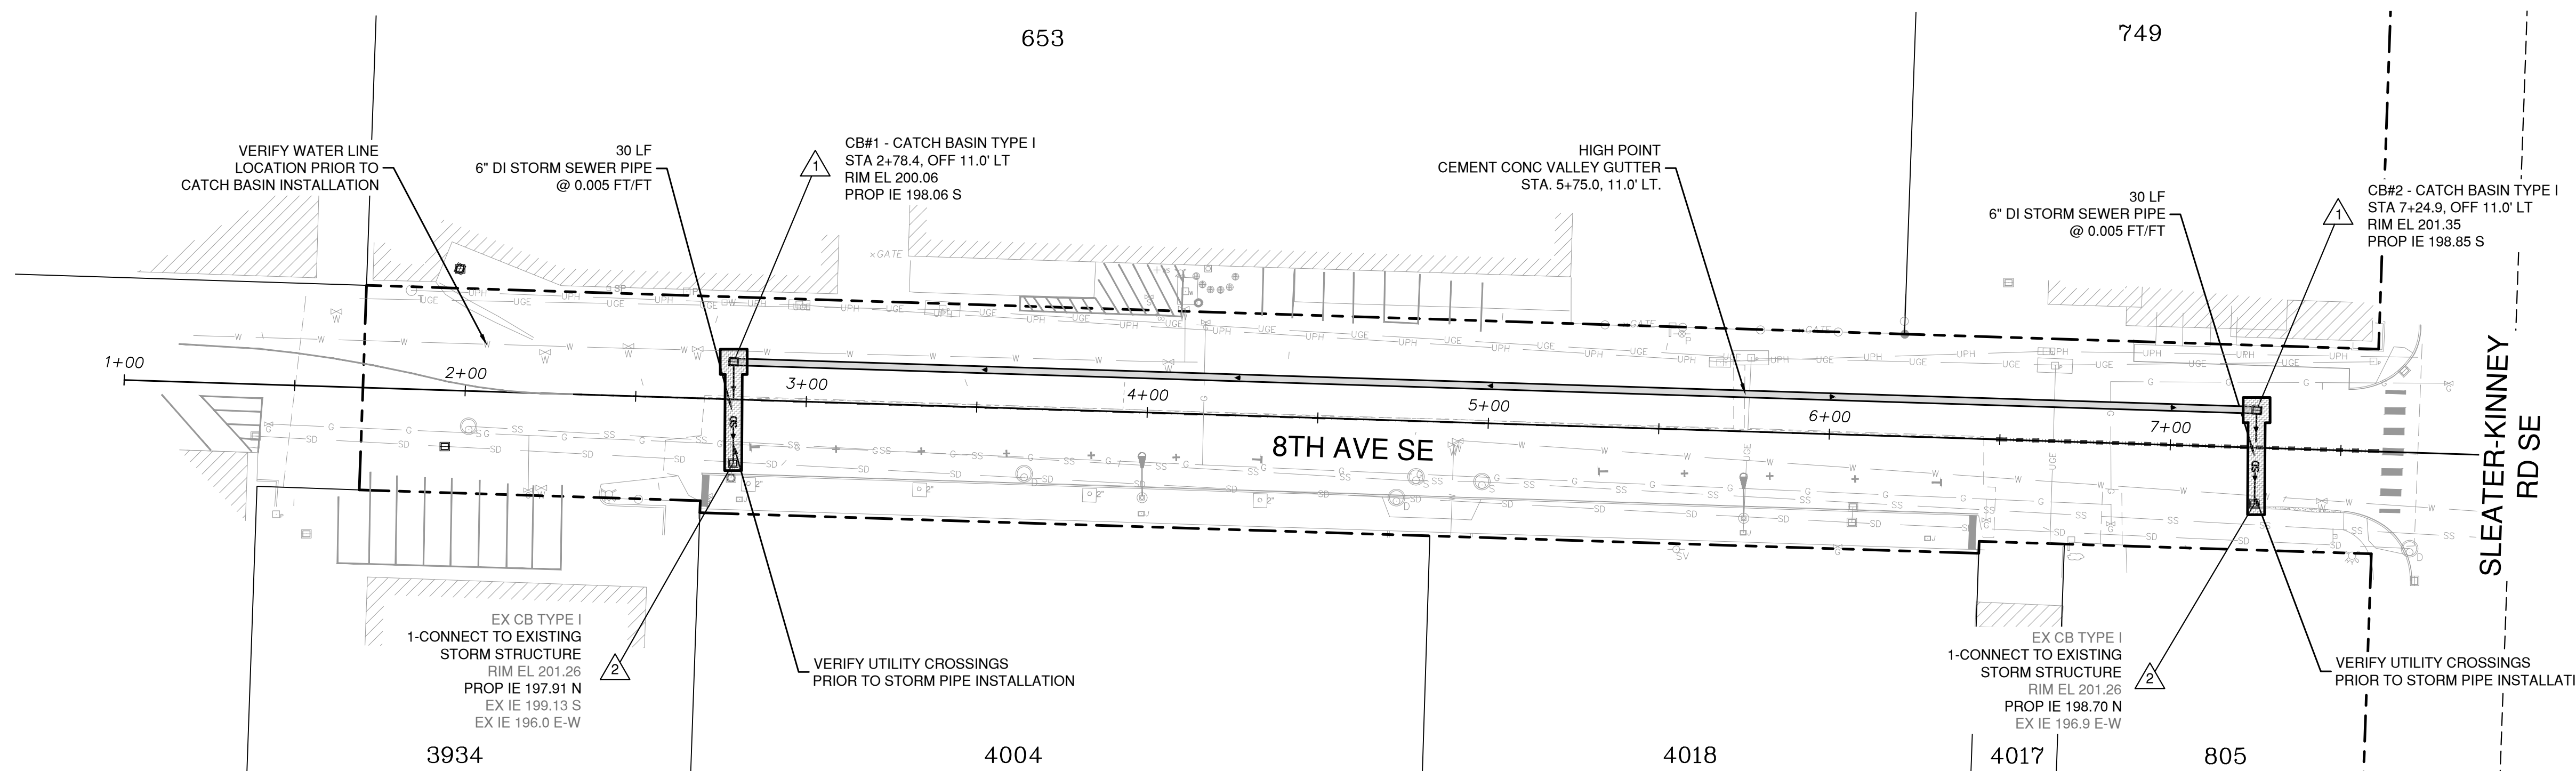 653
749
VERIFY WATER LINE
LOCATION PRIOR TO
CATCH BASIN INSTALLATION
30 LF
6" DI STORM SEWER PIPE
@ 0.005 FT/FT
1
CB#1 - CATCH BASIN TYPE I
STA 2+78.4, OFF 11.0' LT
RIM EL 200.06
PROP IE 198.06 S
HIGH POINT
CEMENT CONC VALLEY GUTTER
STA. 5+75.0, 11.0' LT.
30 LF
6" DI STORM SEWER PIPE
@ 0.005 FT/FT
1
CB#2 - CATCH BASIN TYPE I
STA 7+24.9, OFF 11.0' LT
RIM EL 201.35
PROP IE 198.85 S
1+00
2+00
3+00
4+00
5+00
6+00
7+00
8TH AVE SE
SLEATER-KINNEY
RD SE
EX CB TYPE I
1-CONNECT TO EXISTING
STORM STRUCTURE
RIM EL 201.26
PROP IE 197.91 N
EX IE 199.13 S
EX IE 196.0 E-W
2
VERIFY UTILITY CROSSINGS
PRIOR TO STORM PIPE INSTALLATION
EX CB TYPE I
1-CONNECT TO EXISTING
STORM STRUCTURE
RIM EL 201.26
PROP IE 198.70 N
EX IE 196.9 E-W
2
VERIFY UTILITY CROSSINGS
PRIOR TO STORM PIPE INSTALLATI
3934
4004
4018
4017
805